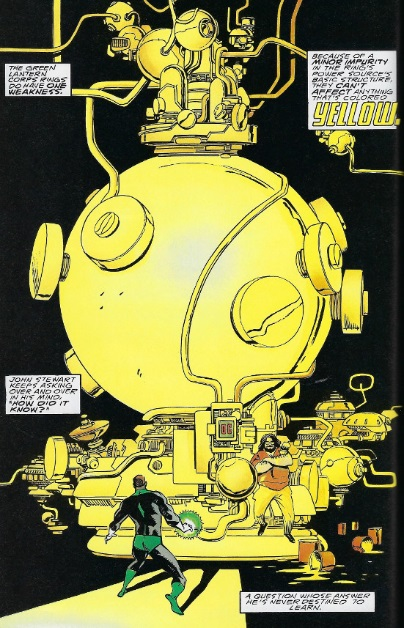 THE GREEN
LANTERN
CORPS RINGS
DO HAVE ONE
WEAKNESS.
BECAUSE OF A
MINOR IMPURITY
IN THE RING'S
POWER SOURCE'S
BASIC STRUCTURE,
THEY CAN'T
AFFECT ANYTHING
THAT'S COLORED
YELLOW.
JOHN STEWART
KEEPS ASKING
OVER AND OVER
IN HIS MIND,
"HOW DID IT
KNOW?"
A QUESTION WHOSE ANSWER
HE'S NEVER DESTINED TO
LEARN.